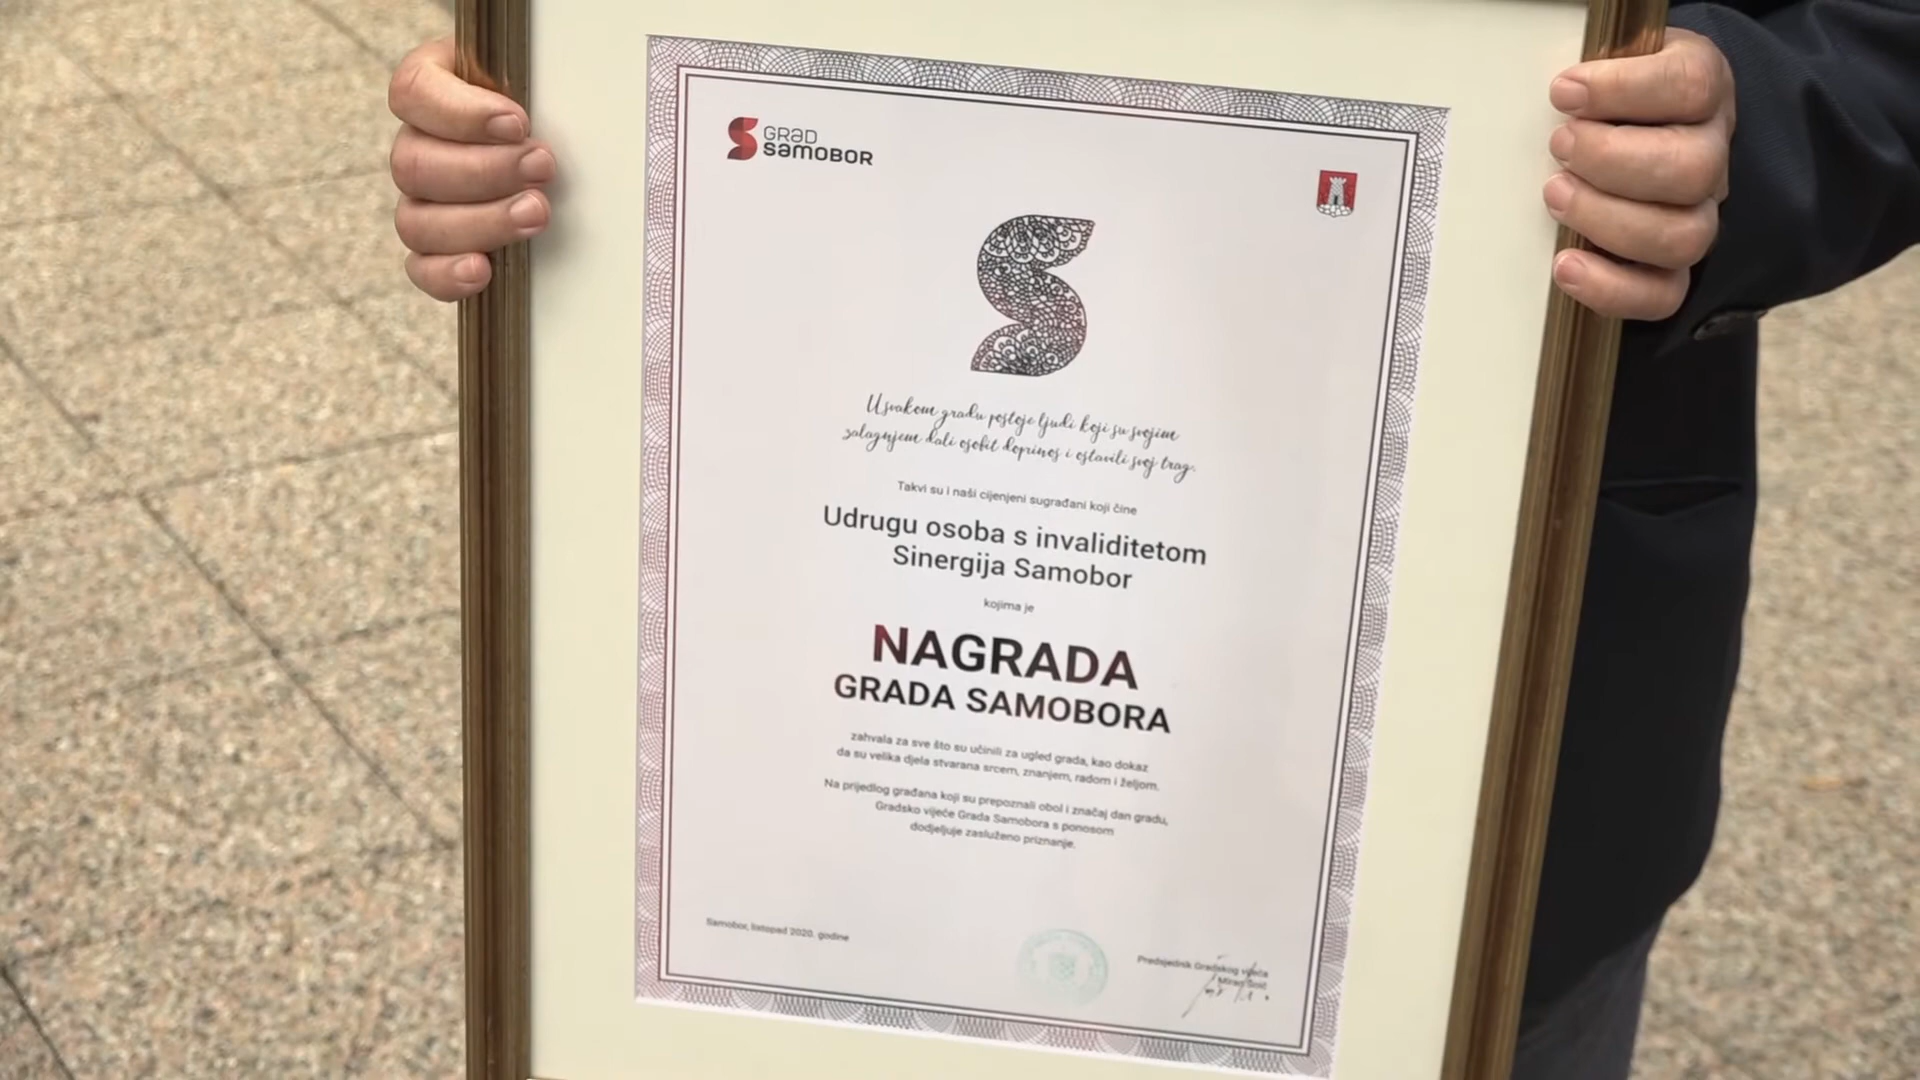 GRAD
SAMOBOR
U svakom gradu postoje ljudi koji su svojim
zalaganjem dali osobit doprinos i ostavili svoj trag.
Takvi su i naši cijenjeni sugrađani koji čine
Udrugu osoba s invaliditetom
Sinergija Samobor
kojima je
NAGRADA
GRADA SAMOBORA
zahvala za sve što su učinili za ugled grada, kao dokaz
da su velika djela stvarana srcem, znanjem, radom i željom.
Na prijedlog građana koji su prepoznali obol i značaj dan gradu,
Gradsko vijeće Grada Samobora s ponosom
dodjeljuje zasluženo priznanje.
Samobor, listopad 2020. godine
Predsjednik Gradskog vijeća
Miran Šoić